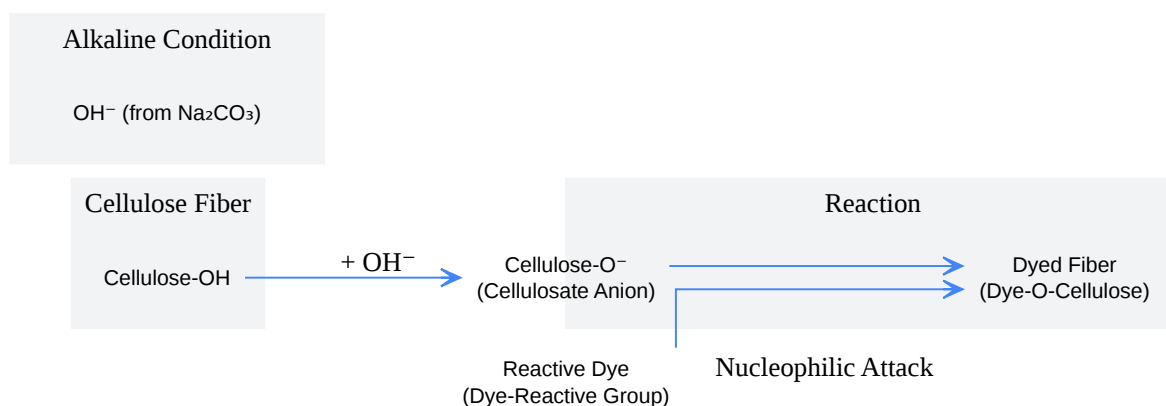 Alkaline Condition
OH⁻ (from Na₂CO₃)
Cellulose Fiber
Reaction
Cellulose-OH
+ OH⁻
Cellulose-O⁻
(Cellulosate Anion)
Dyed Fiber
(Dye-O-Cellulose)
Reactive Dye
(Dye-Reactive Group)
Nucleophilic Attack